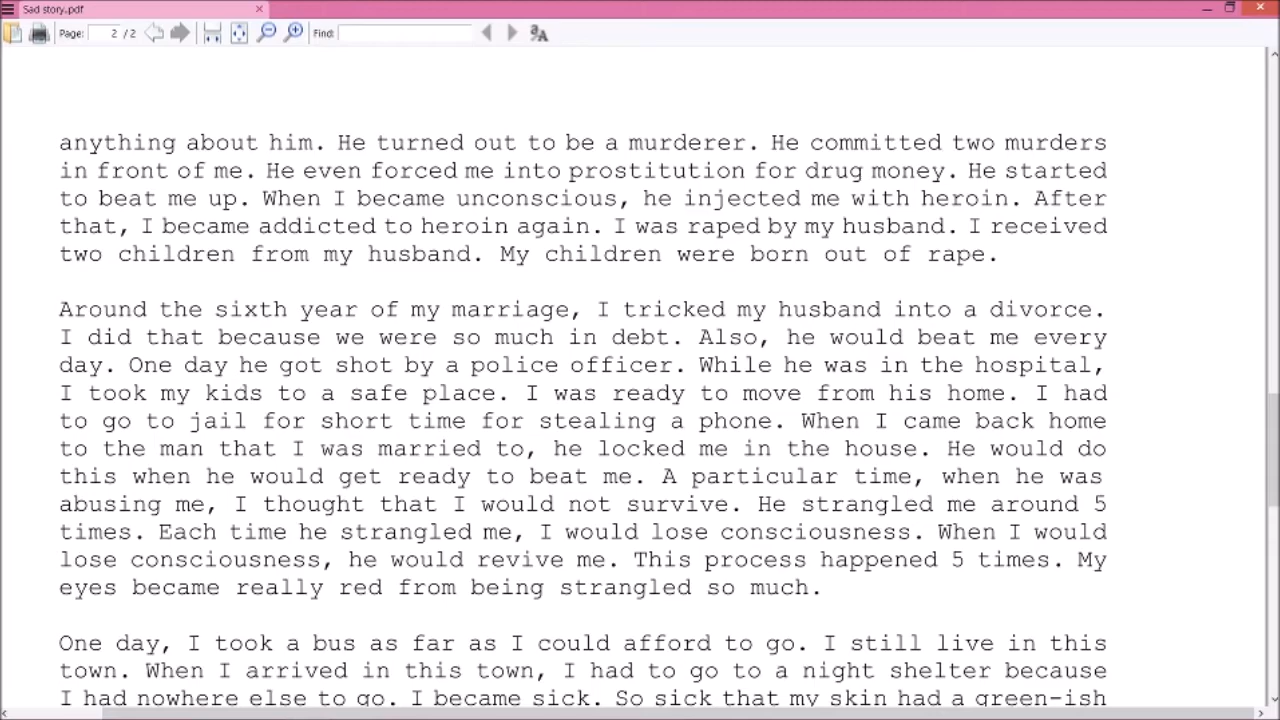 Sad story.pdf
Page: 2 / 2 Find:
anything about him. He turned out to be a murderer. He committed two murders
in front of me. He even forced me into prostitution for drug money. He started
to beat me up. When I became unconscious, he injected me with heroin. After
that, I became addicted to heroin again. I was raped by my husband. I received
two children from my husband. My children were born out of rape.
Around the sixth year of my marriage, I tricked my husband into a divorce.
I did that because we were so much in debt. Also, he would beat me every
day. One day he got shot by a police officer. While he was in the hospital,
I took my kids to a safe place. I was ready to move from his home. I had
to go to jail for short time for stealing a phone. When I came back home
to the man that I was married to, he locked me in the house. He would do
this when he would get ready to beat me. A particular time, when he was
abusing me, I thought that I would not survive. He strangled me around 5
times. Each time he strangled me, I would lose consciousness. When I would
lose consciousness, he would revive me. This process happened 5 times. My
eyes became really red from being strangled so much.
One day, I took a bus as far as I could afford to go. I still live in this
town. When I arrived in this town, I had to go to a night shelter because
I had nowhere else to go. I became sick. So sick that my skin had a green-ish